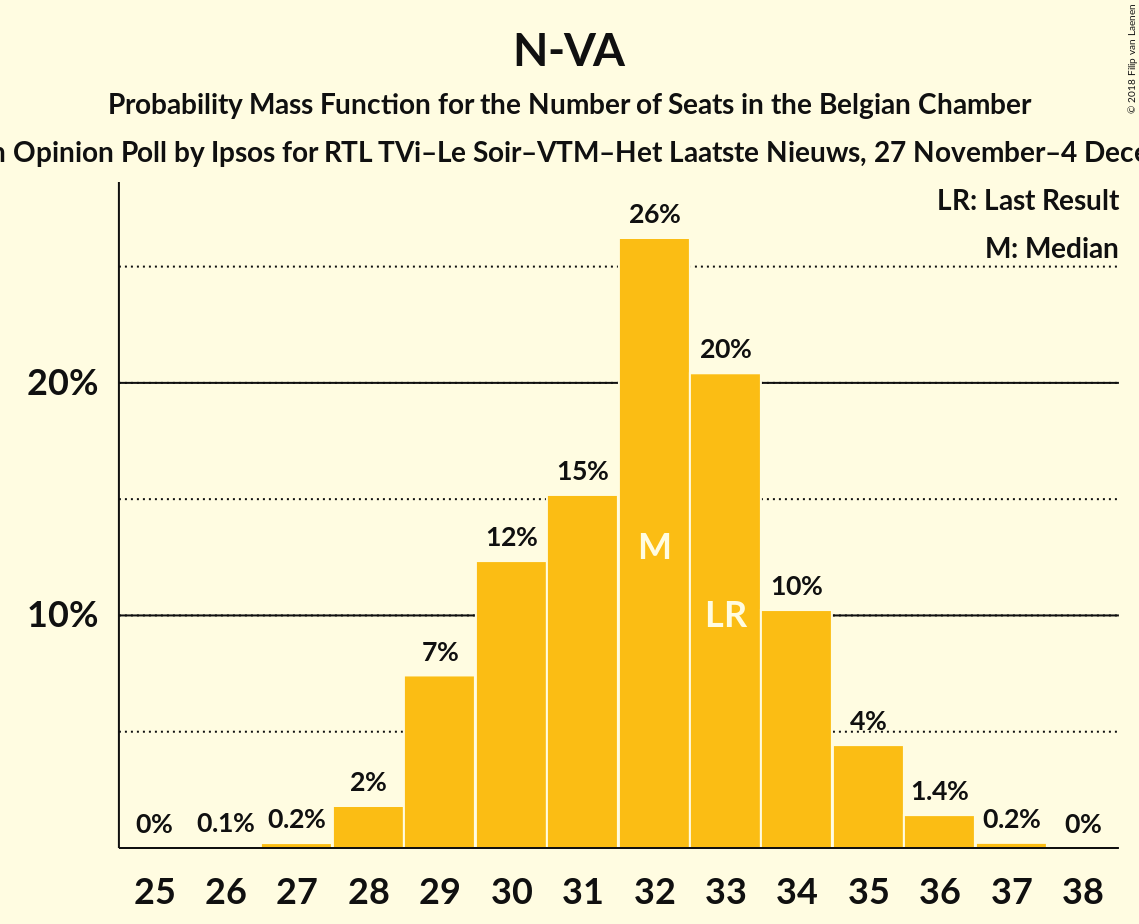 N-VA
Probability Mass Function for the Number of Seats in the Belgian Chamber
Opinion Poll by Ipsos for RTL TVi–Le Soir–VTM–Het Laatste Nieuws, 27 November–4
© 2018 Filip van Laenen
LR: Last Result
M: Median
20%
10%
0% 0.1% 0.2% 2% 7% 12% 15% 26% 20% 10% 4% 1.4% 0.2% 0%
M
LR
25 26 27 28 29 30 31 32 33 34 35 36 37 38